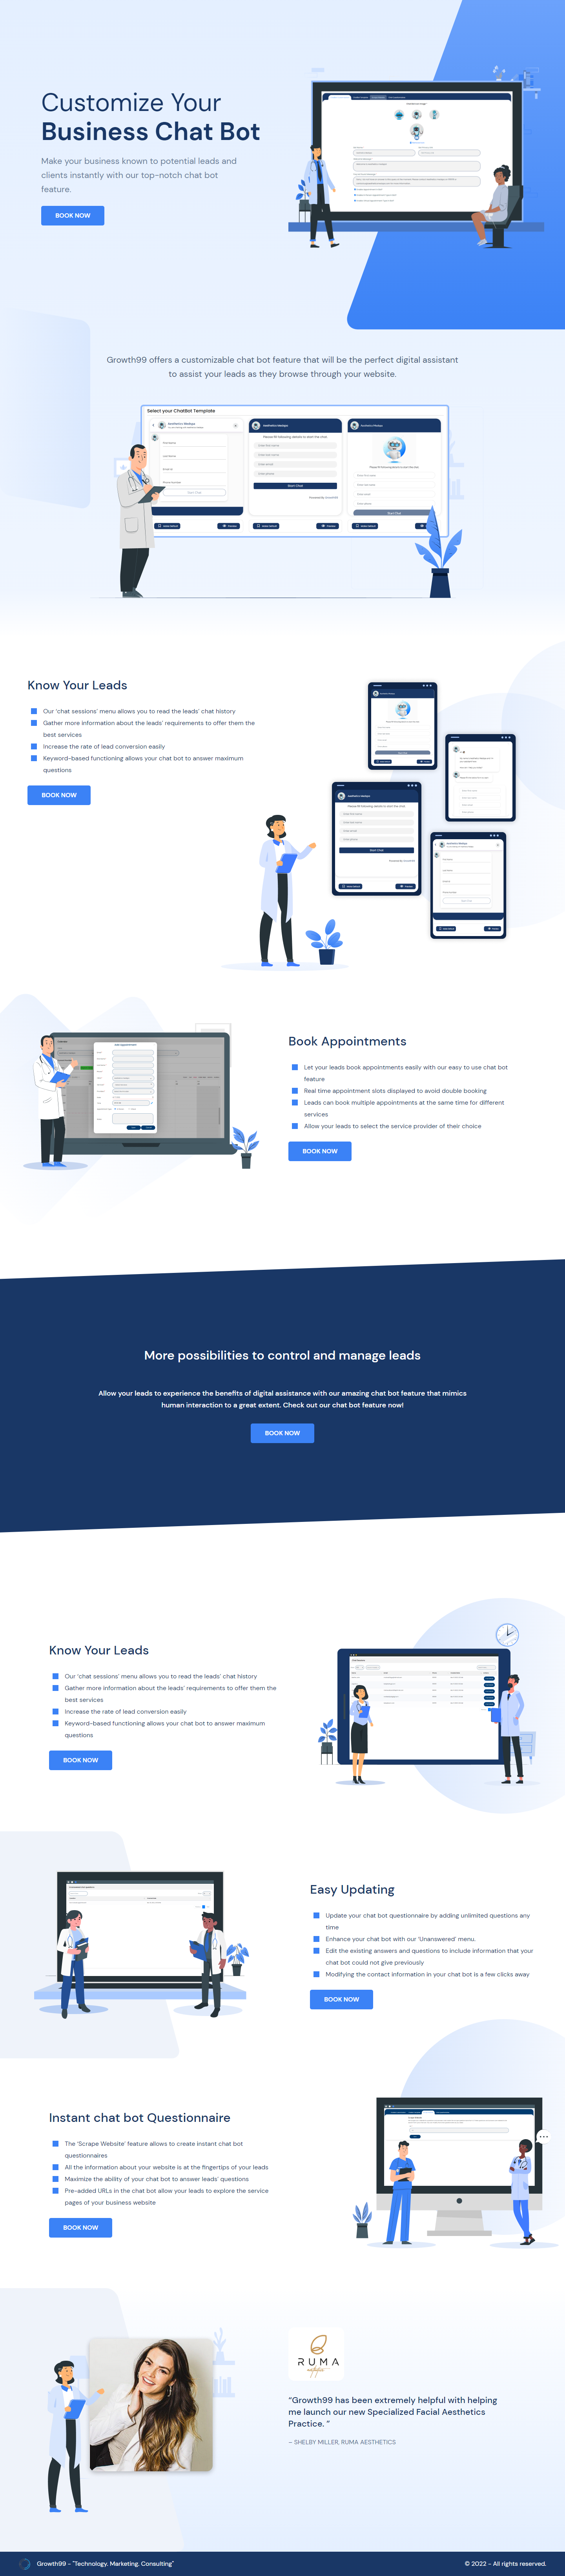 Customize Your
Business Chat Bot
Make your business known to potential leads and
clients instantly with our top-notch chat bot
feature.
BOOK NOW
Growth99 offers a customizable chat bot feature that will be the perfect digital assistant
to assist your leads as they browse through your website.
Select your ChatBot Template
Start Chat
Start Chat
Start Chat
Know Your Leads
Our ‘chat sessions’ menu allows you to read the leads’ chat history
Gather more information about the leads’ requirements to offer them the
best services
Increase the rate of lead conversion easily
Keyword-based functioning allows your chat bot to answer maximum
questions
BOOK NOW
Start Chat
Book Appointments
Let your leads book appointments easily with our easy to use chat bot
feature
Real time appointment slots displayed to avoid double booking
Leads can book multiple appointments at the same time for different
services
Allow your leads to select the service provider of their choice
BOOK NOW
More possibilities to control and manage leads
Allow your leads to experience the benefits of digital assistance with our amazing chat bot feature that mimics
human interaction to a great extent. Check out our chat bot feature now!
BOOK NOW
Know Your Leads
Our ‘chat sessions’ menu allows you to read the leads’ chat history
Gather more information about the leads’ requirements to offer them the
best services
Increase the rate of lead conversion easily
Keyword-based functioning allows your chat bot to answer maximum
questions
BOOK NOW
Easy Updating
Update your chat bot questionnaire by adding unlimited questions any
time
Enhance your chat bot with our ‘Unanswered’ menu.
Edit the existing answers and questions to include information that your
chat bot could not give previously
Modifying the contact information in your chat bot is a few clicks away
BOOK NOW
Instant chat bot Questionnaire
The ‘Scrape Website’ feature allows to create instant chat bot
questionnaires
All the information about your website is at the fingertips of your leads
Maximize the ability of your chat bot to answer leads’ questions
Pre-added URLs in the chat bot allow your leads to explore the service
pages of your business website
BOOK NOW
RUMA
“Growth99 has been extremely helpful with helping
me launch our new Specialized Facial Aesthetics
Practice. ”
– SHELBY MILLER, RUMA AESTHETICS
Growth99 - "Technology. Marketing. Consulting"
© 2022 - All rights reserved.